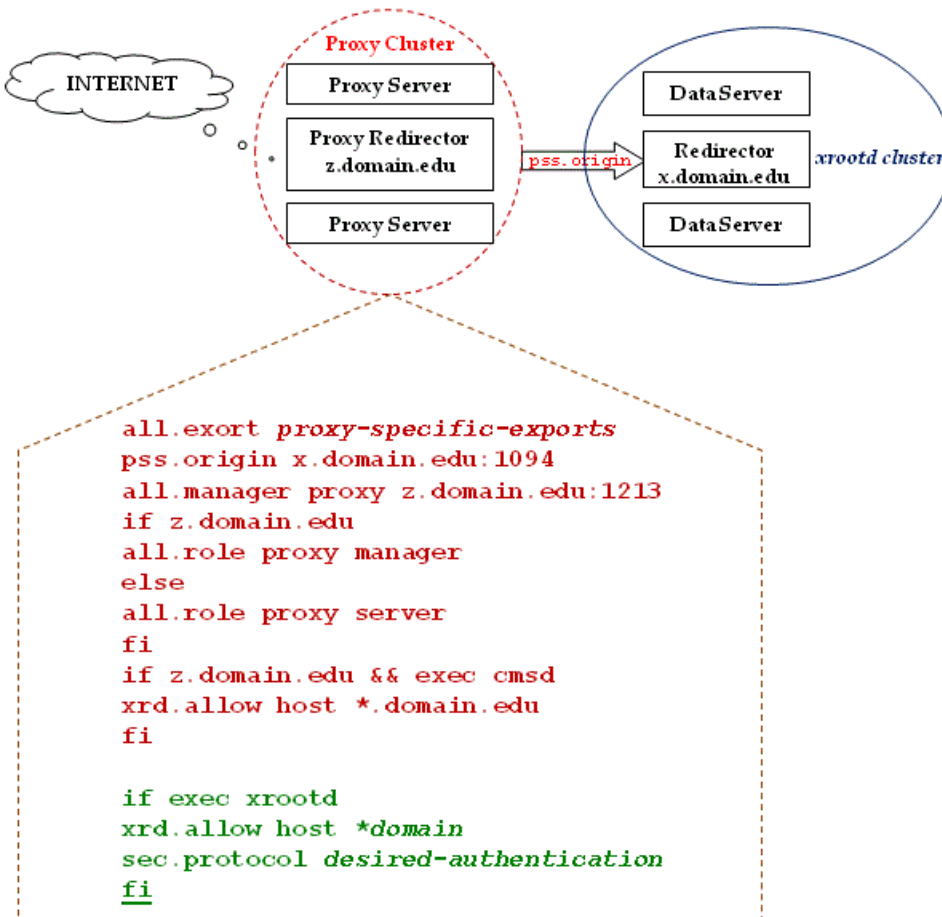 Proxy Cluster
INTERNET
Proxy Server
Proxy Redirector
z.domain.edu
Proxy Server
pss.origin
DataServer
Redirector
x.domain.edu
DataServer
xrootd cluster
all.exort proxy-specific-exports
pss.origin x.domain.edu:1094
all.manager proxy z.domain.edu:1213
if z.domain.edu
all.role proxy manager
else
all.role proxy server
fi
if z.domain.edu && exec cmsd
xrd.allow host *.domain.edu
fi
if exec xrootd
xrd.allow host *domain
sec.protocol desired-authentication
fi